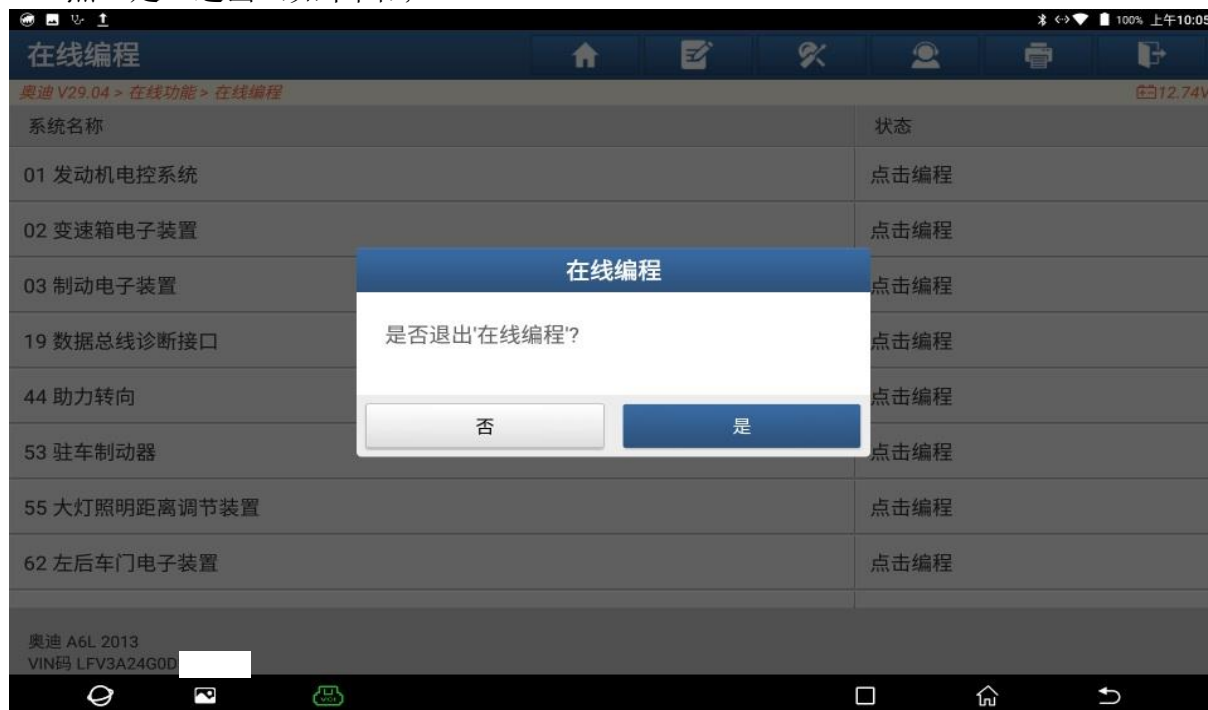 100% 上午10:05
在线编程
奥迪 V29.04 > 在线功能 > 在线编程
12.74V
系统名称 状态
01 发动机电控系统 点击编程
02 变速箱电子装置 点击编程
03 制动电子装置 点击编程
19 数据总线诊断接口 点击编程
44 助力转向 点击编程
53 驻车制动器 点击编程
55 大灯照明距离调节装置 点击编程
62 左后车门电子装置 点击编程
在线编程
是否退出'在线编程'?
否 是
奥迪 A6L 2013
VIN码 LFV3A24G0D
VCI